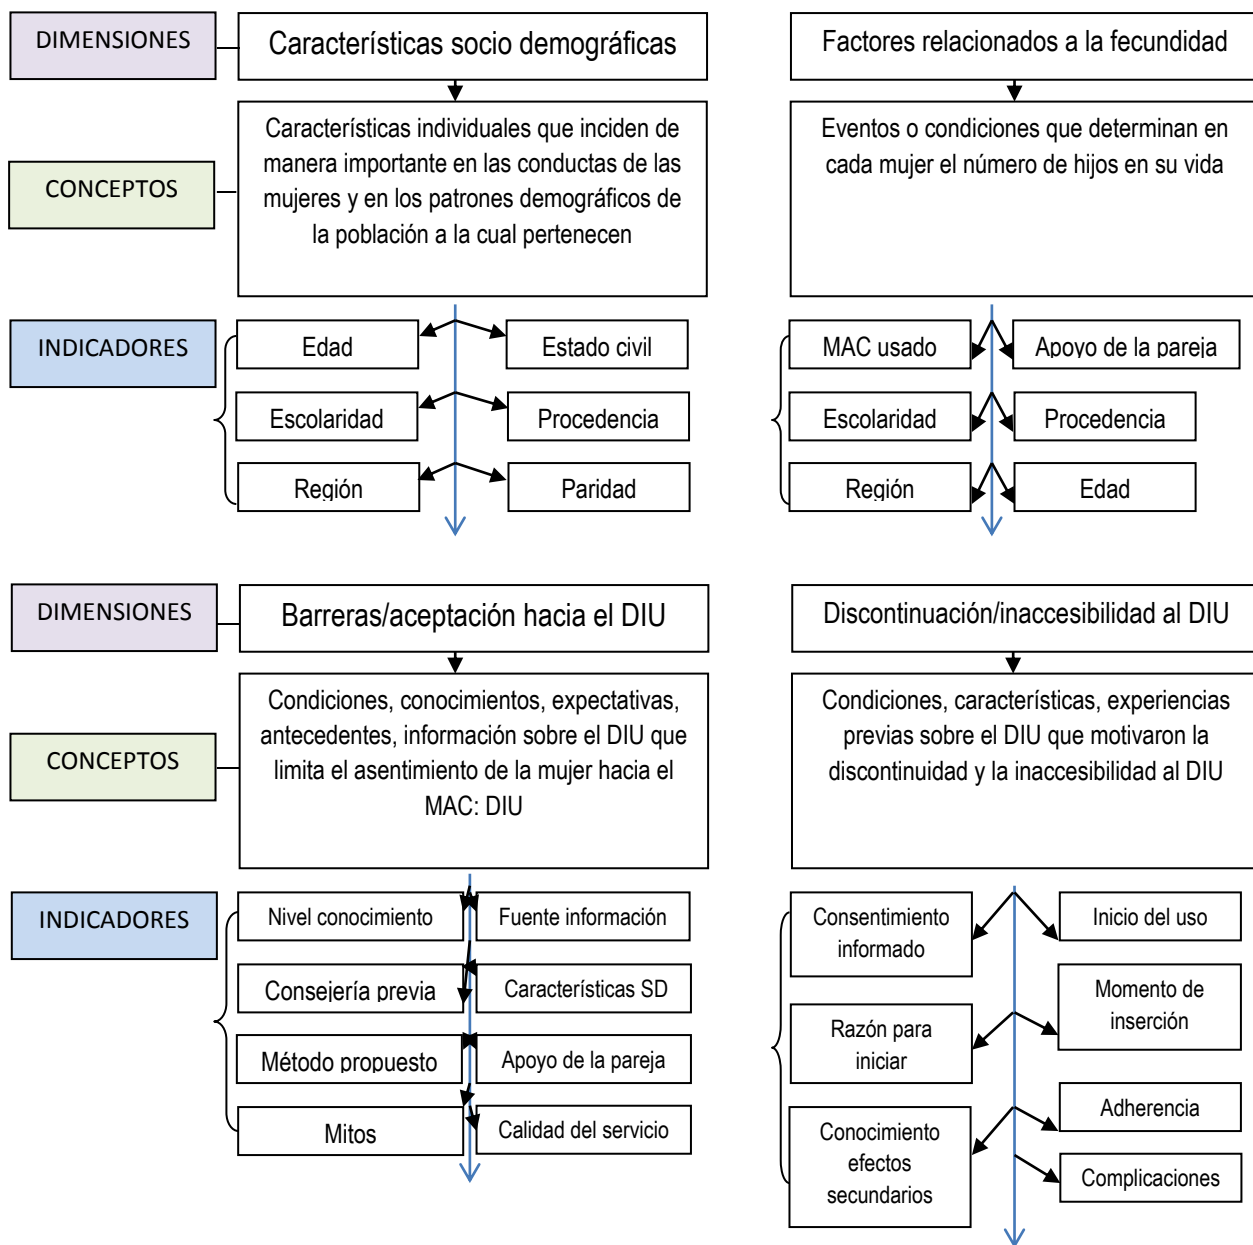 DIMENSIONES
Características socio demográficas
Factores relacionados a la fecundidad
CONCEPTOS
Características individuales que inciden de
manera importante en las conductas de las
mujeres y en los patrones demográficos de
la población a la cual pertenecen
Eventos o condiciones que determinan en
cada mujer el número de hijos en su vida
INDICADORES
Edad
Estado civil
Escolaridad
Procedencia
Región
Paridad
MAC usado
Apoyo de la pareja
Escolaridad
Procedencia
Región
Edad
DIMENSIONES
Barreras/aceptación hacia el DIU
Discontinuación/inaccesibilidad al DIU
CONCEPTOS
Condiciones, conocimientos, expectativas,
antecedentes, información sobre el DIU que
limita el asentimiento de la mujer hacia el
MAC: DIU
Condiciones, características, experiencias
previas sobre el DIU que motivaron la
discontinuidad y la inaccesibilidad al DIU
INDICADORES
Nivel conocimiento
Fuente información
Consejería previa
Características SD
Método propuesto
Apoyo de la pareja
Mitos
Calidad del servicio
Consentimiento
informado
Inicio del uso
Razón para
iniciar
Momento de
inserción
Conocimiento
efectos
secundarios
Adherencia
Complicaciones